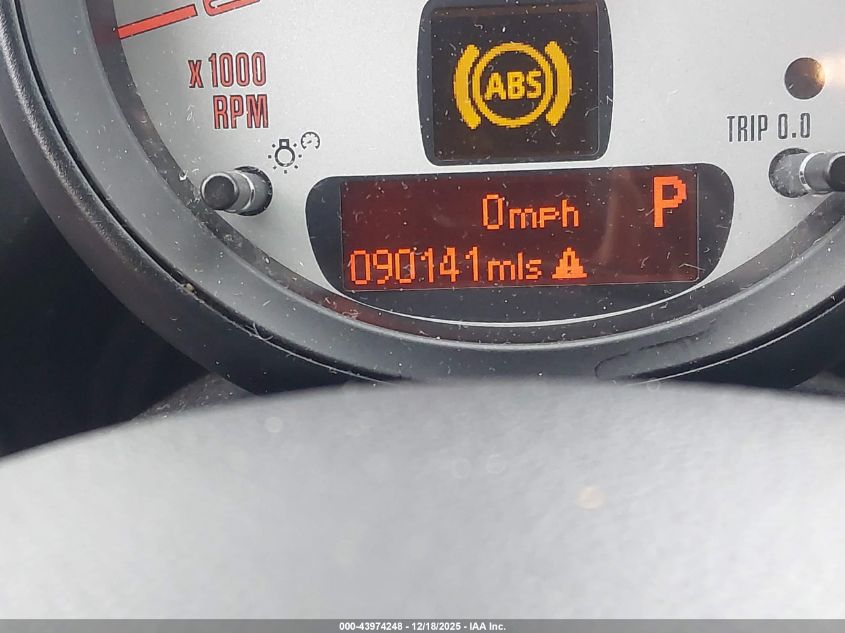 x 1000
RPM
ABS
TRIP 0.0
0mph
P
090141mls
000-43974248 - 12/18/2025 - IAA Inc.